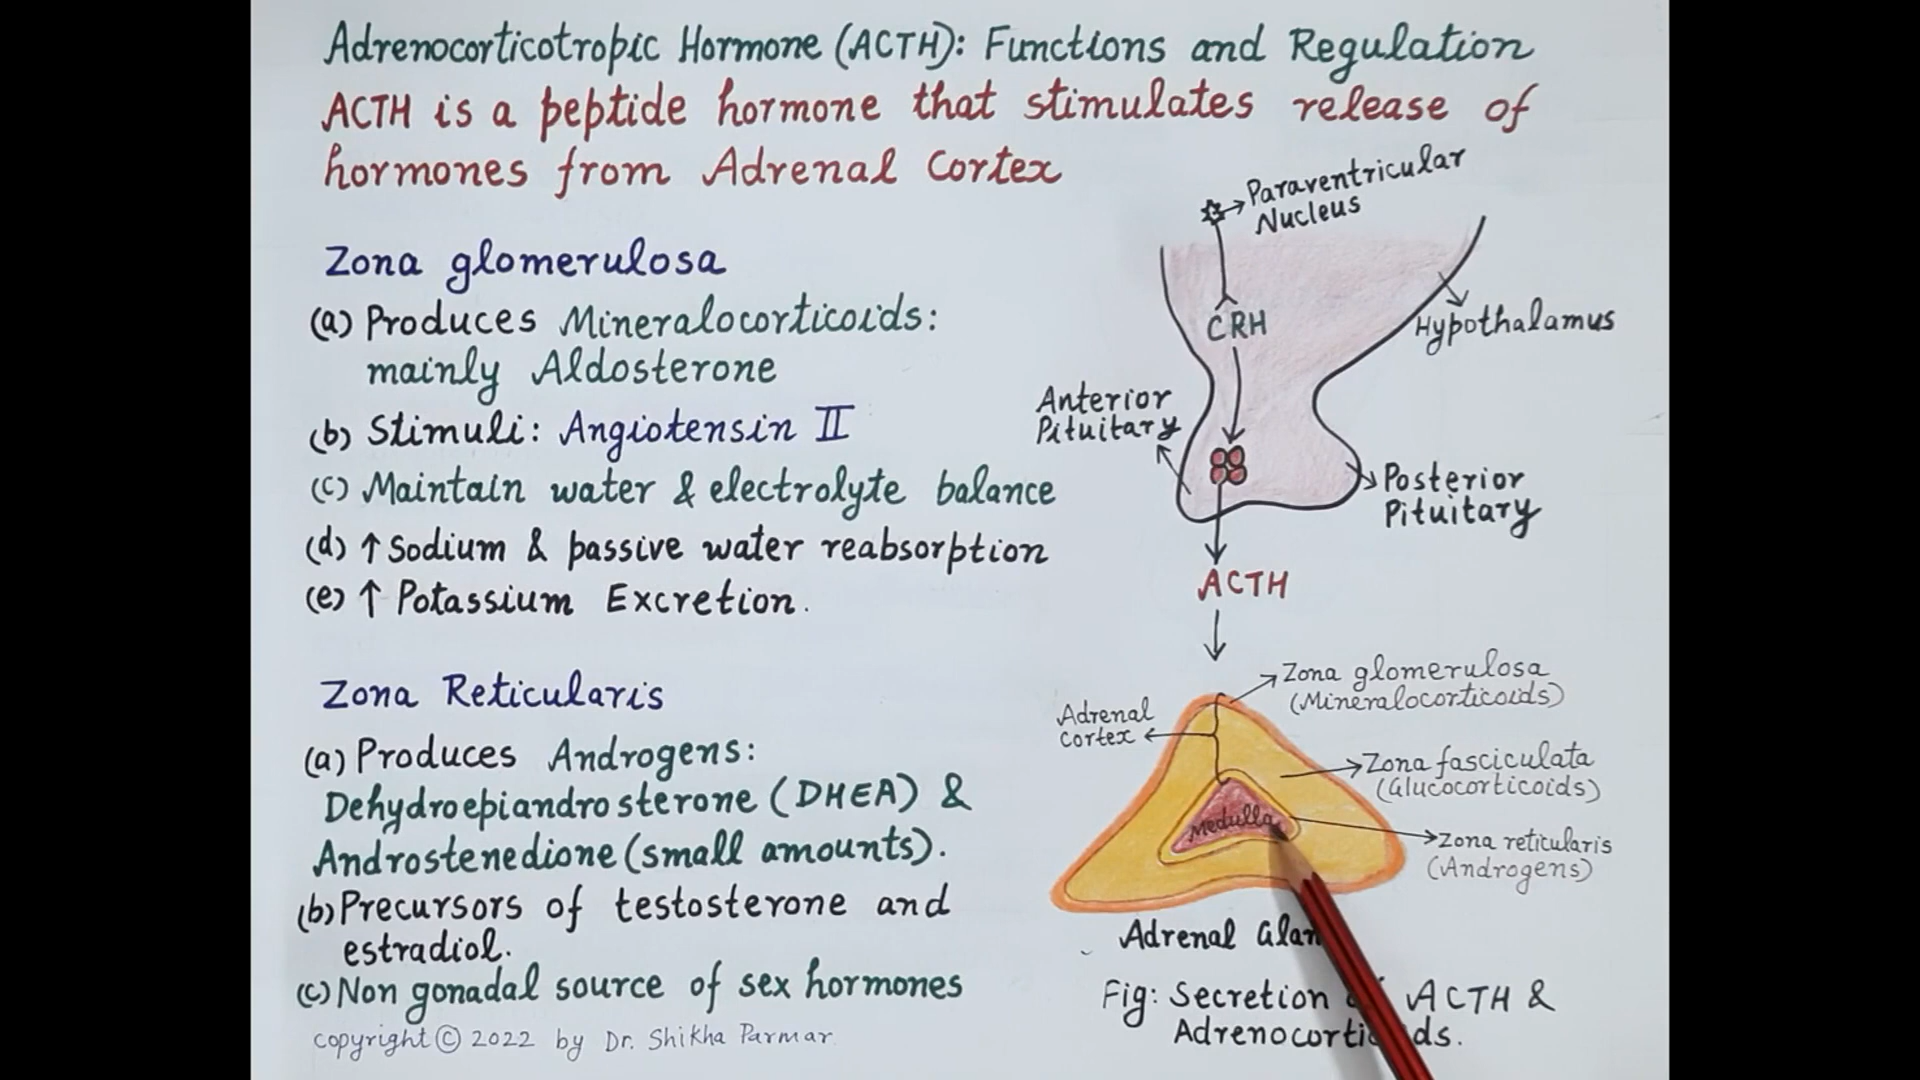 Adrenocorticotropic Hormone (ACTH): Functions and Regulation
ACTH is a peptide hormone that stimulates release of
hormones from Adrenal Cortex
Zona glomerulosa
(a) Produces Mineralocorticoids:
mainly Aldosterone
(b) Stimuli: Angiotensin II
(c) Maintain water & electrolyte balance
(d) ↑ Sodium & passive water reabsorption
(e) ↑ Potassium Excretion.
Zona Reticularis
(a) Produces Androgens:
Dehydroepiandrosterone (DHEA) &
Androstenedione (small amounts).
(b) Precursors of testosterone and
estradiol.
(c) Non gonadal source of sex hormones
copyright © 2022 by Dr. Shikha Parmar
Paraventricular
Nucleus
CRH
Hypothalamus
Anterior
Pituitary
Posterior
Pituitary
ACTH
Zona glomerulosa
(Mineralocorticoids)
Adrenal
Cortex
Zona fasciculata
(Glucocorticoids)
Medulla
Zona reticularis
(Androgens)
Adrenal
Fig: Secretion ACTH &